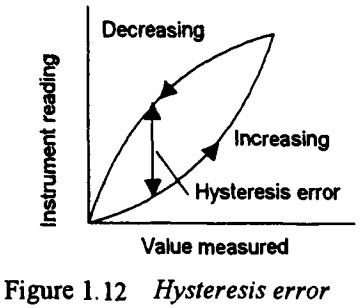 Decreasing
Instrument reading
Increasing
Hysteresis error
Value measured
Figure 1.12 Hysteresis error